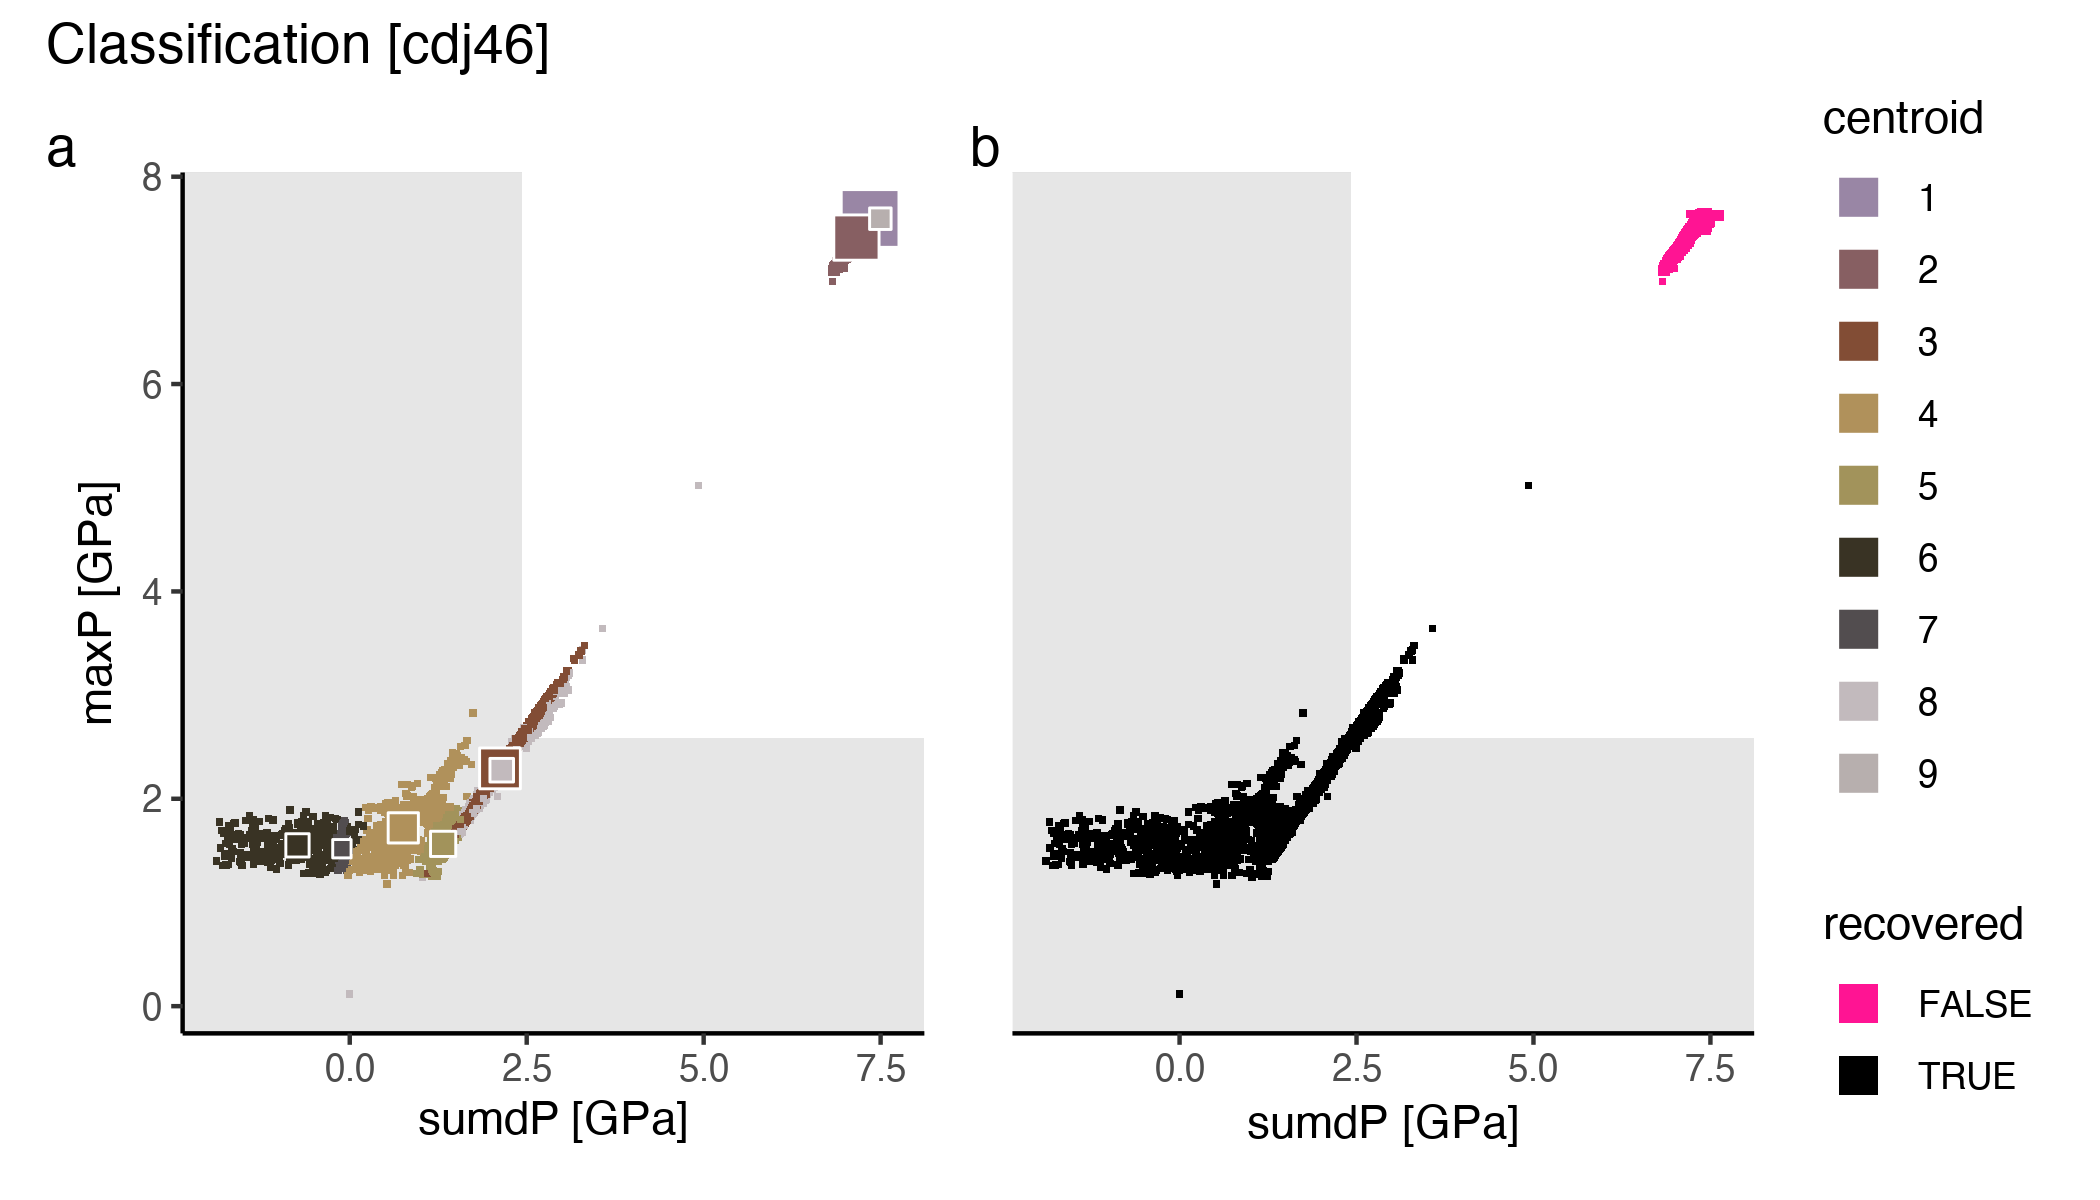 Classification [cdj46]
a
b
maxP [GPa]
8
6
4
2
0
0.0 2.5 5.0 7.5
sumdP [GPa]
0.0 2.5 5.0 7.5
sumdP [GPa]
centroid
1
2
3
4
5
6
7
8
9
recovered
FALSE
TRUE